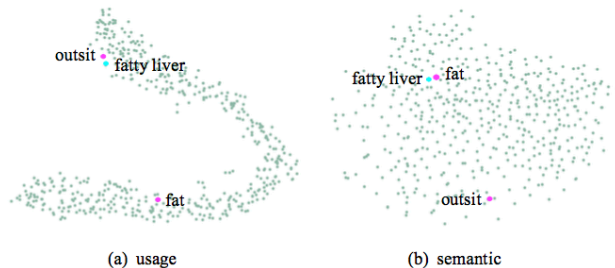 outsit
fatty liver
fat
(a) usage
fatty liver
fat
outsit
(b) semantic